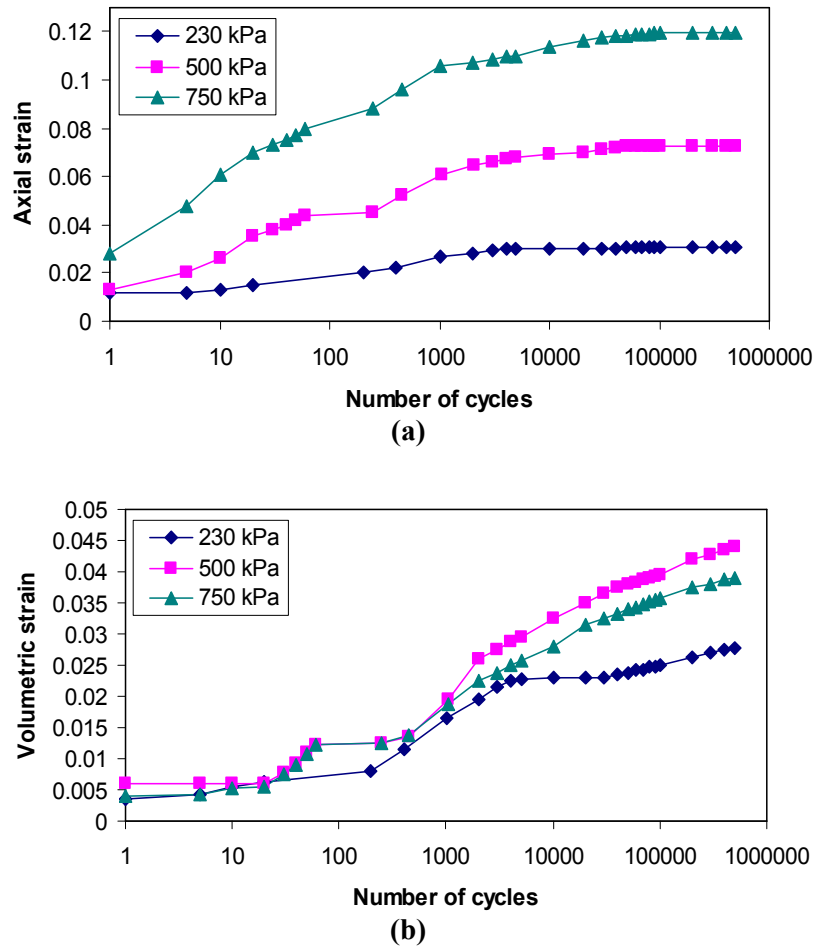 0.12
0.1
0.08
0.06
0.04
0.02
0
Axial strain
230 kPa
500 kPa
750 kPa
1 10 100 1000 10000 100000 1000000
Number of cycles
(a)
0.05
0.045
0.04
0.035
0.03
0.025
0.02
0.015
0.01
0.005
0
Volumetric strain
230 kPa
500 kPa
750 kPa
1 10 100 1000 10000 100000 1000000
Number of cycles
(b)